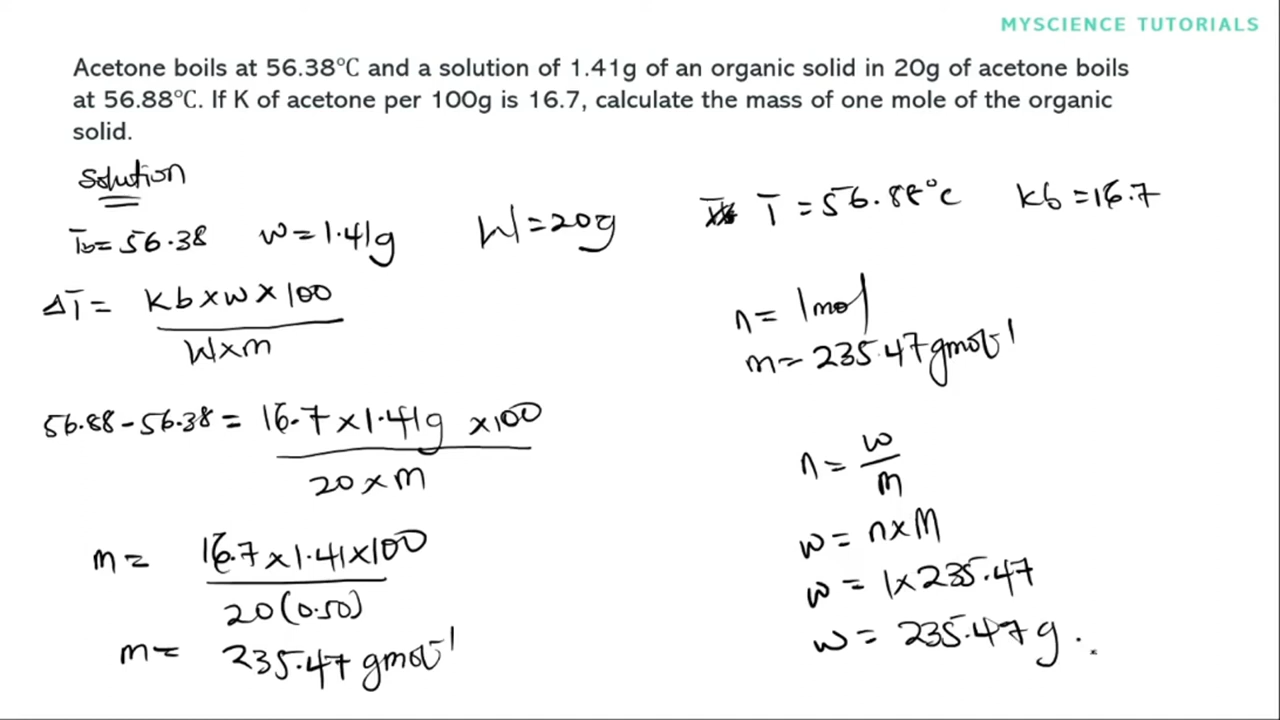 MYSCIENCE TUTORIALS
Acetone boils at 56.38°C and a solution of 1.41g of an organic solid in 20g of acetone boils
at 56.88°C. If K of acetone per 100g is 16.7, calculate the mass of one mole of the organic
solid.
Solution
Tb= 56.38 w=1.41g W=20g T = 56.88°C Kb=16.7
ΔT = Kb×w×100
W×m
56.88-56.38 = 16.7×1.41g ×100
20×m
m= 16.7×1.41×100
20(0.50)
m= 235.47 gmol⁻¹
n= 1mol
m= 235.47gmol⁻¹
n= w
m
w= n×M
w= 1×235.47
w= 235.47g.